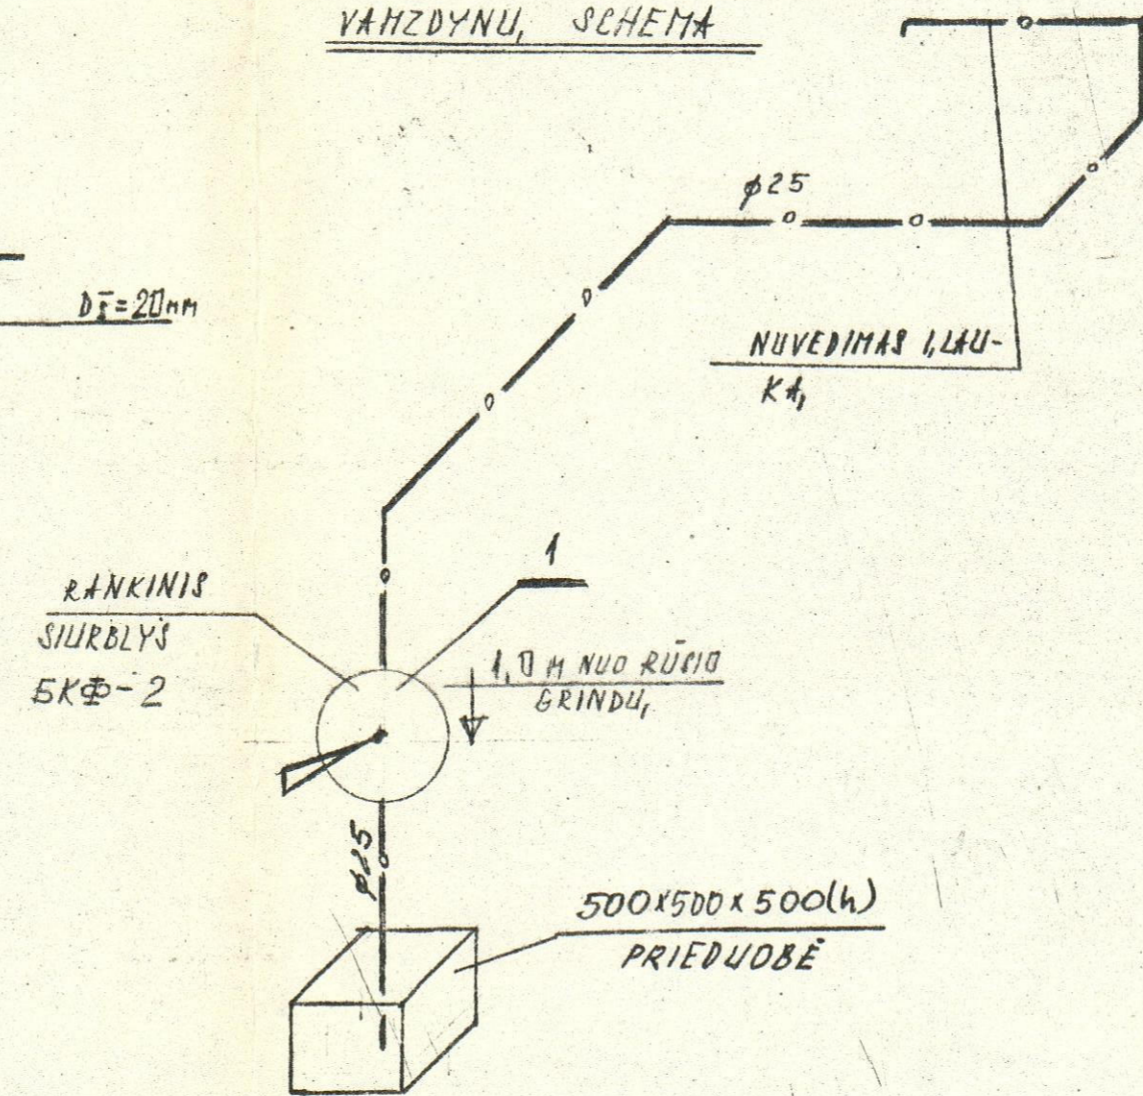 VAMZDYNŲ SCHEMA
ϕ25
Dį=20mm
NUVEDIMAS Į LAU-
KĄ
1
RANKINIS
SIURBLYS
БКФ-2
1,0 M NUO RŪSIO
GRINDŲ
ϕ25
500x500x500(h)
PRIEDUOBĖ